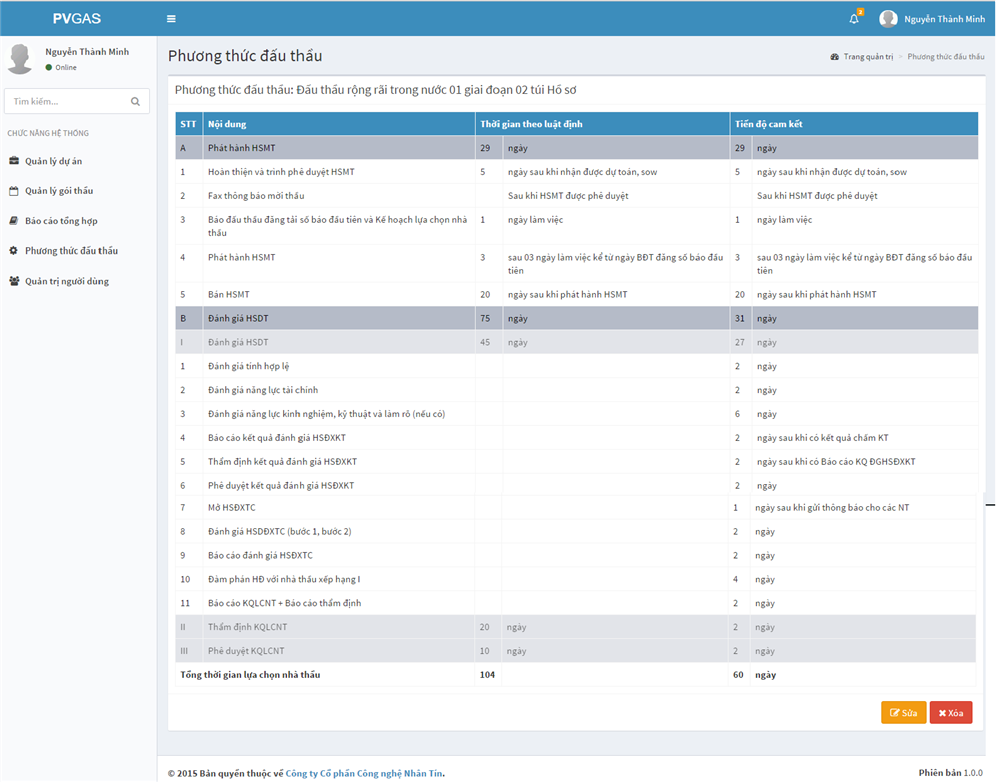 PVGAS
3
Nguyễn Thành Minh
Nguyễn Thành Minh
Online
Tìm kiếm...
CHỨC NĂNG HỆ THỐNG
Quản lý dự án
Quản lý gói thầu
Báo cáo tổng hợp
Phương thức đấu thầu
Quản trị người dùng
Phương thức đấu thầu
Trang quản trị > Phương thức đấu thầu
Phương thức đấu thầu: Đấu thầu rộng rãi trong nước 01 giai đoạn 02 túi Hồ sơ
STT Nội dung Thời gian theo luật định Tiến độ cam kết
A Phát hành HSMT 29 ngày 29 ngày
1 Hoàn thiện và trình phê duyệt HSMT 5 ngày sau khi nhận được dự toán, sow 5 ngày sau khi nhận được dự toán, sow
2 Fax thông báo mời thầu Sau khi HSMT được phê duyệt Sau khi HSMT được phê duyệt
3 Báo đấu thầu đăng tải số báo đầu tiên và Kế hoạch lựa chọn nhà 1 ngày làm việc 1 ngày làm việc
thầu
4 Phát hành HSMT 3 sau 03 ngày làm việc kể từ ngày BĐT đăng số báo đầu 3 sau 03 ngày làm việc kể từ ngày BĐT đăng số báo đầu
tiên tiên
5 Bán HSMT 20 ngày sau khi phát hành HSMT 20 ngày sau khi phát hành HSMT
B Đánh giá HSDT 75 ngày 31 ngày
I Đánh giá HSDT 45 ngày 27 ngày
1 Đánh giá tính hợp lệ 2 ngày
2 Đánh giá năng lực tài chính 2 ngày
3 Đánh giá năng lực kinh nghiệm, kỹ thuật và làm rõ (nếu có) 6 ngày
4 Báo cáo kết quả đánh giá HSĐXKT 2 ngày sau khi có kết quả chấm KT
5 Thẩm định kết quả đánh giá HSĐXKT 2 ngày sau khi có Báo cáo KQ ĐGHSĐXKT
6 Phê duyệt kết quả đánh giá HSĐXKT 2 ngày
7 Mở HSĐXTC 1 ngày sau khi gửi thông báo cho các NT
8 Đánh giá HSDĐXTC (bước 1, bước 2) 2 ngày
9 Báo cáo đánh giá HSĐXTC 2 ngày
10 Đàm phán HĐ với nhà thầu xếp hạng I 4 ngày
11 Báo cáo KQLCNT + Báo cáo thẩm định 2 ngày
II Thẩm định KQLCNT 20 ngày 2 ngày
III Phê duyệt KQLCNT 10 ngày 2 ngày
Tổng thời gian lựa chọn nhà thầu 104 60 ngày
Sửa Xóa
© 2015 Bản quyền thuộc về Công ty Cổ phần Công nghệ Nhân Tín. Phiên bản 1.0.0